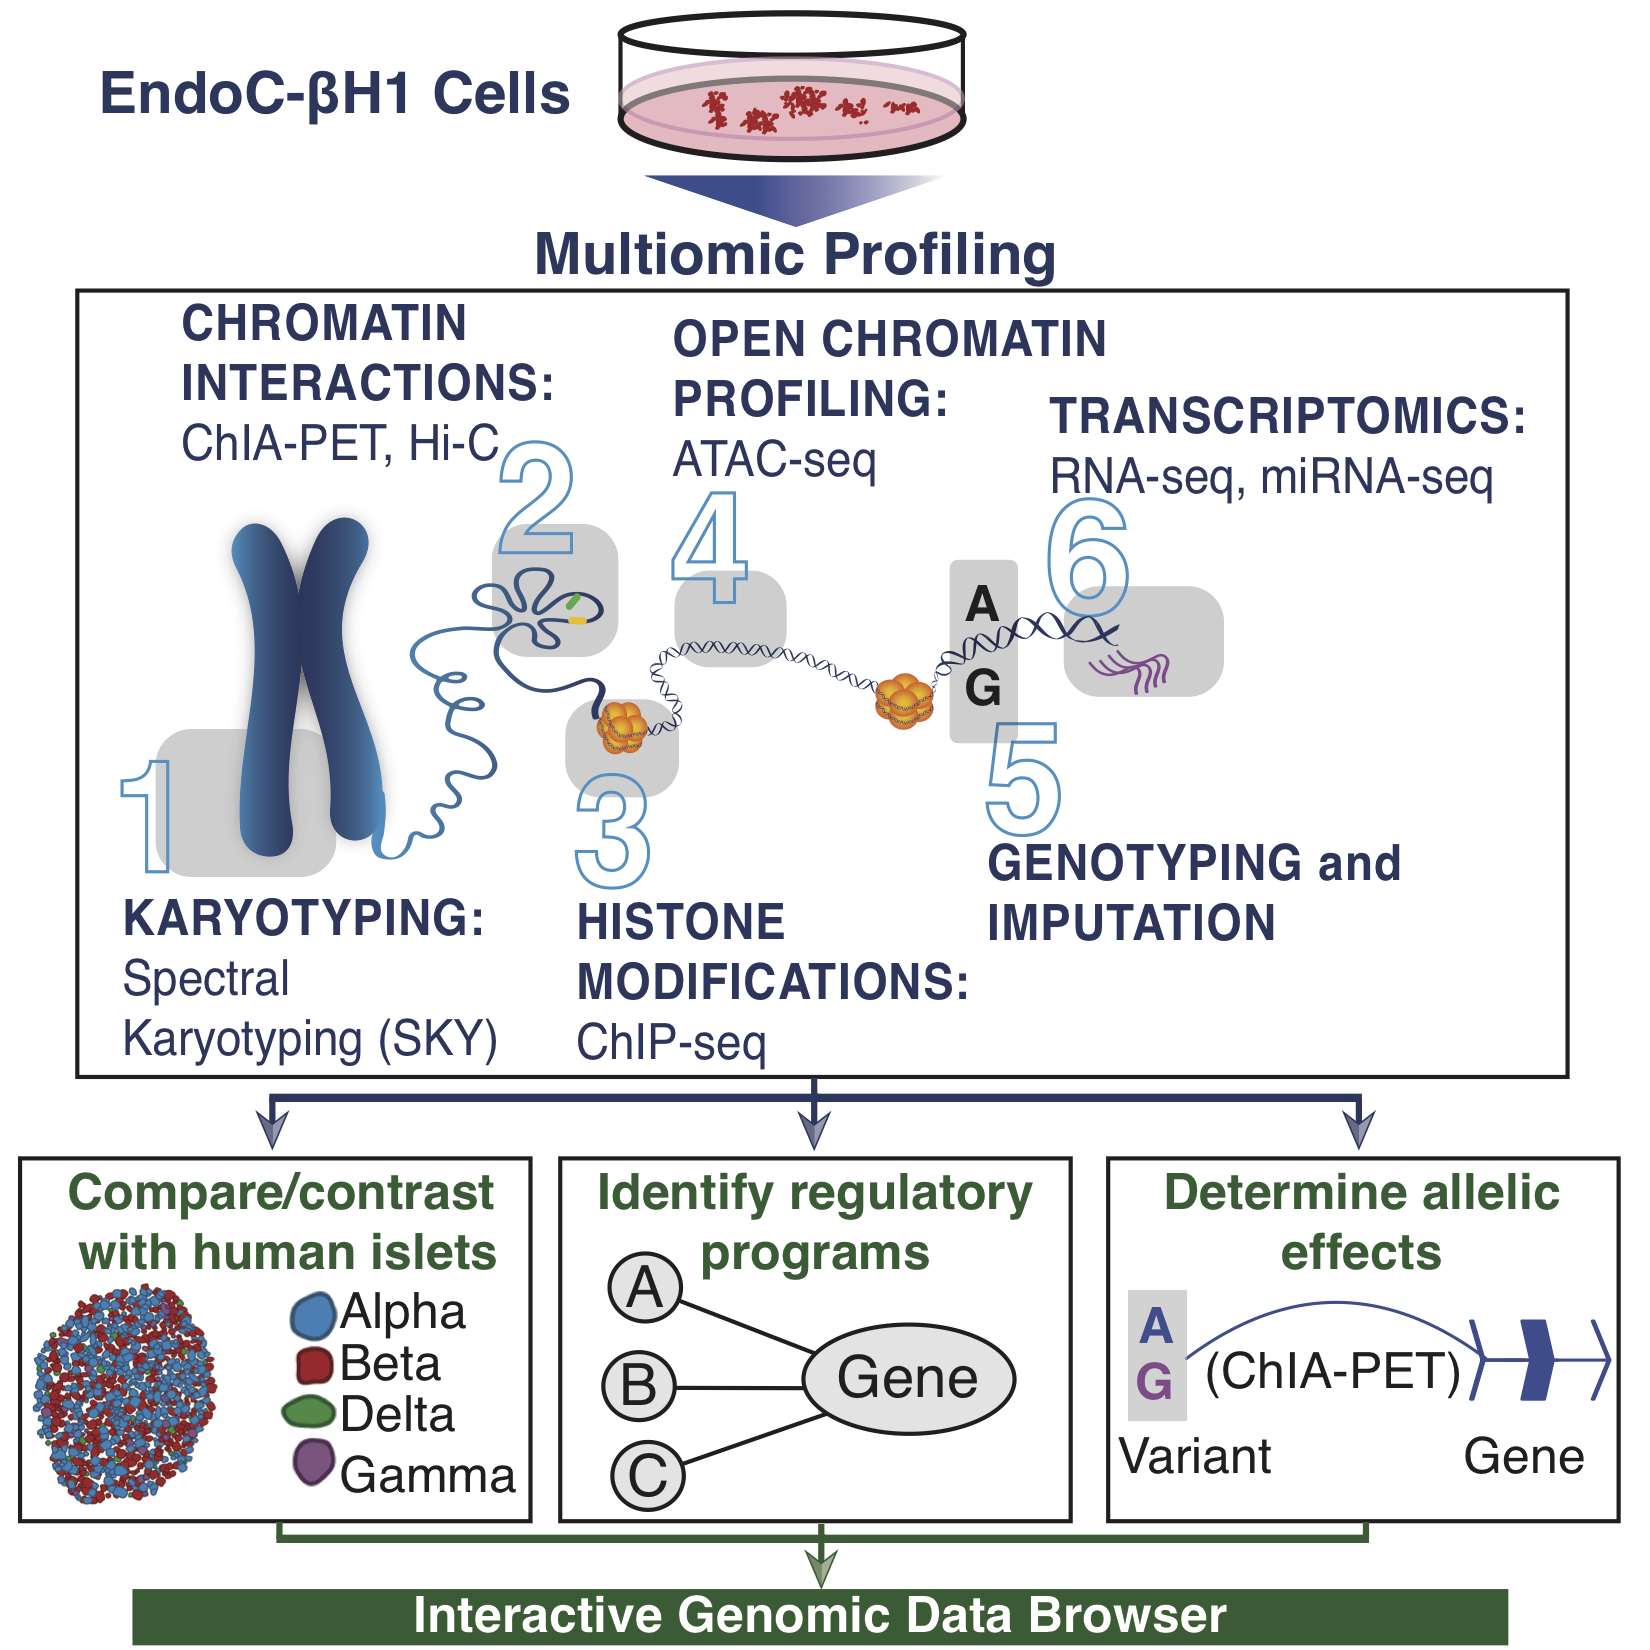 EndoC-βH1 Cells
Multiomic Profiling
CHROMATIN
INTERACTIONS:
ChIA-PET, Hi-C
2
OPEN CHROMATIN
PROFILING:
ATAC-seq
4
TRANSCRIPTOMICS:
RNA-seq, miRNA-seq
6
A
G
1
KARYOTYPING:
Spectral
Karyotyping (SKY)
3
HISTONE
MODIFICATIONS:
ChIP-seq
5
GENOTYPING and
IMPUTATION
Compare/contrast
with human islets
Alpha
Beta
Delta
Gamma
Identify regulatory
programs
A
B
C
Gene
Determine allelic
effects
A
G
(ChIA-PET)
Variant
Gene
Interactive Genomic Data Browser